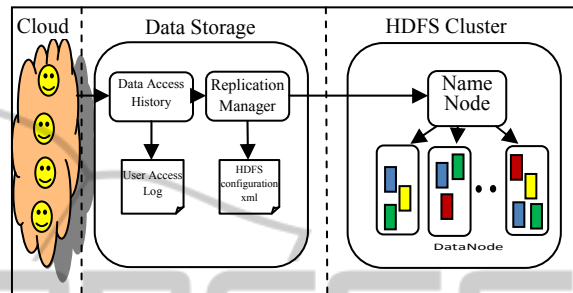 Cloud
Data Storage
HDFS Cluster
Data Access
History
Replication
Manager
Name
Node
User Access
Log
HDFS
configuration
xml
DataNode